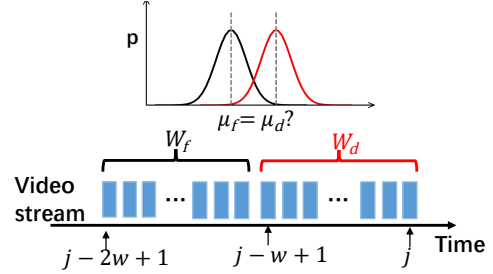 p
μ_f = μ_d?
W_f W_d
Video
stream
... ...
Time
j − 2w + 1 j − w + 1 j